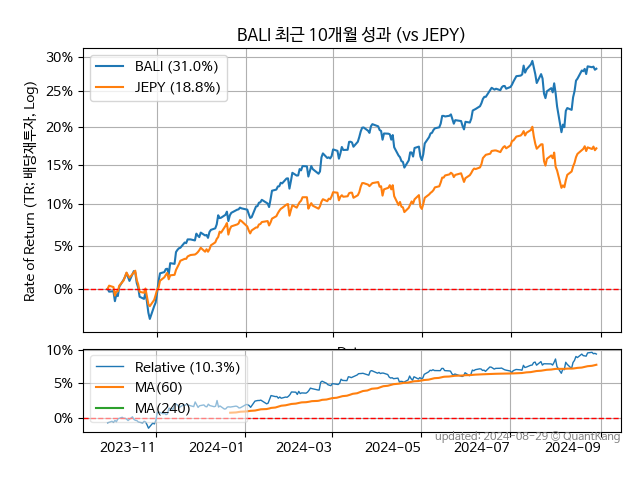 BALI 최근 10개월 성과 (vs JEPY)
Rate of Return (TR: 배당재투자, Log)
30%
25%
20%
15%
10%
5%
0%
BALI (31.0%)
JEPY (18.8%)
10%
5%
0%
Relative (10.3%)
MA(60)
MA(240)
2023-11
2024-01
2024-03
2024-05
2024-07
2024-09
updated: 2024-08-29 © QuantKang